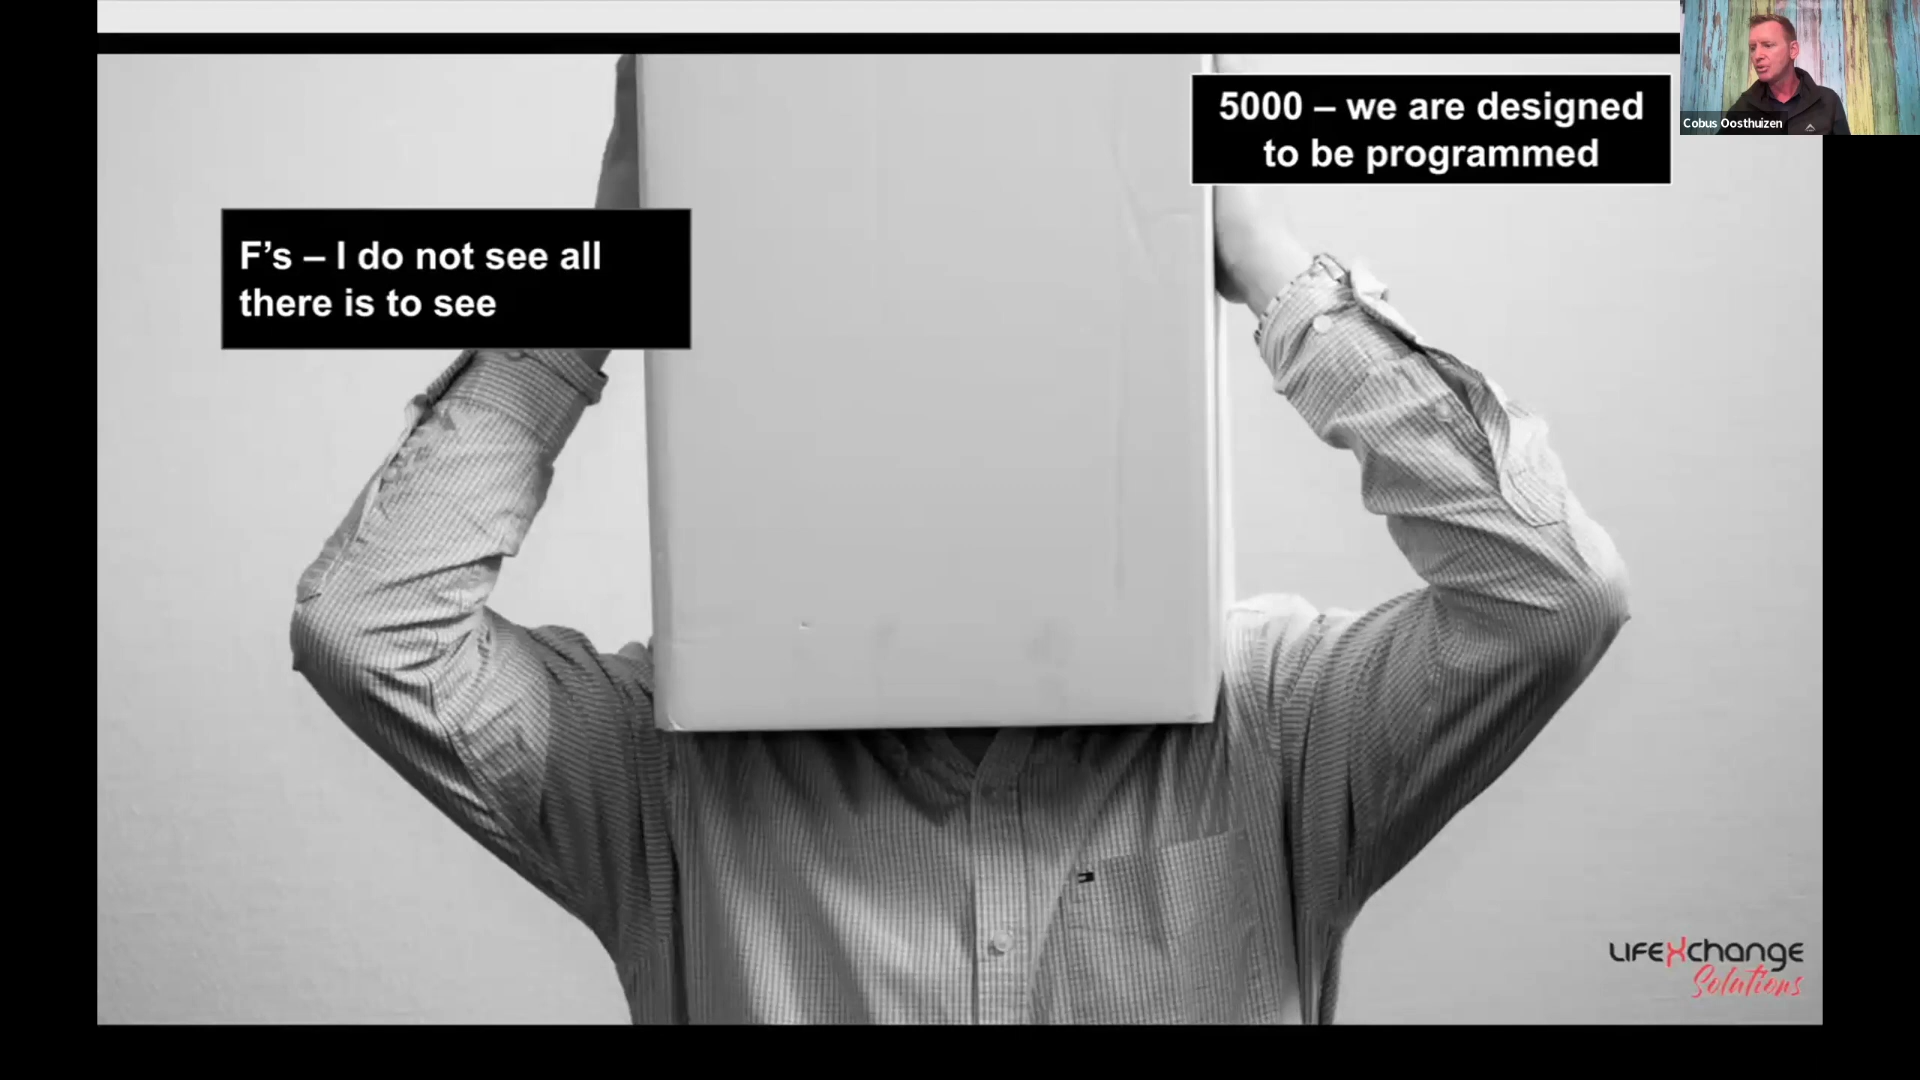 5000 – we are designed
to be programmed
Cobus Oosthuizen
F’s – I do not see all
there is to see
LIFEXchange
Solutions